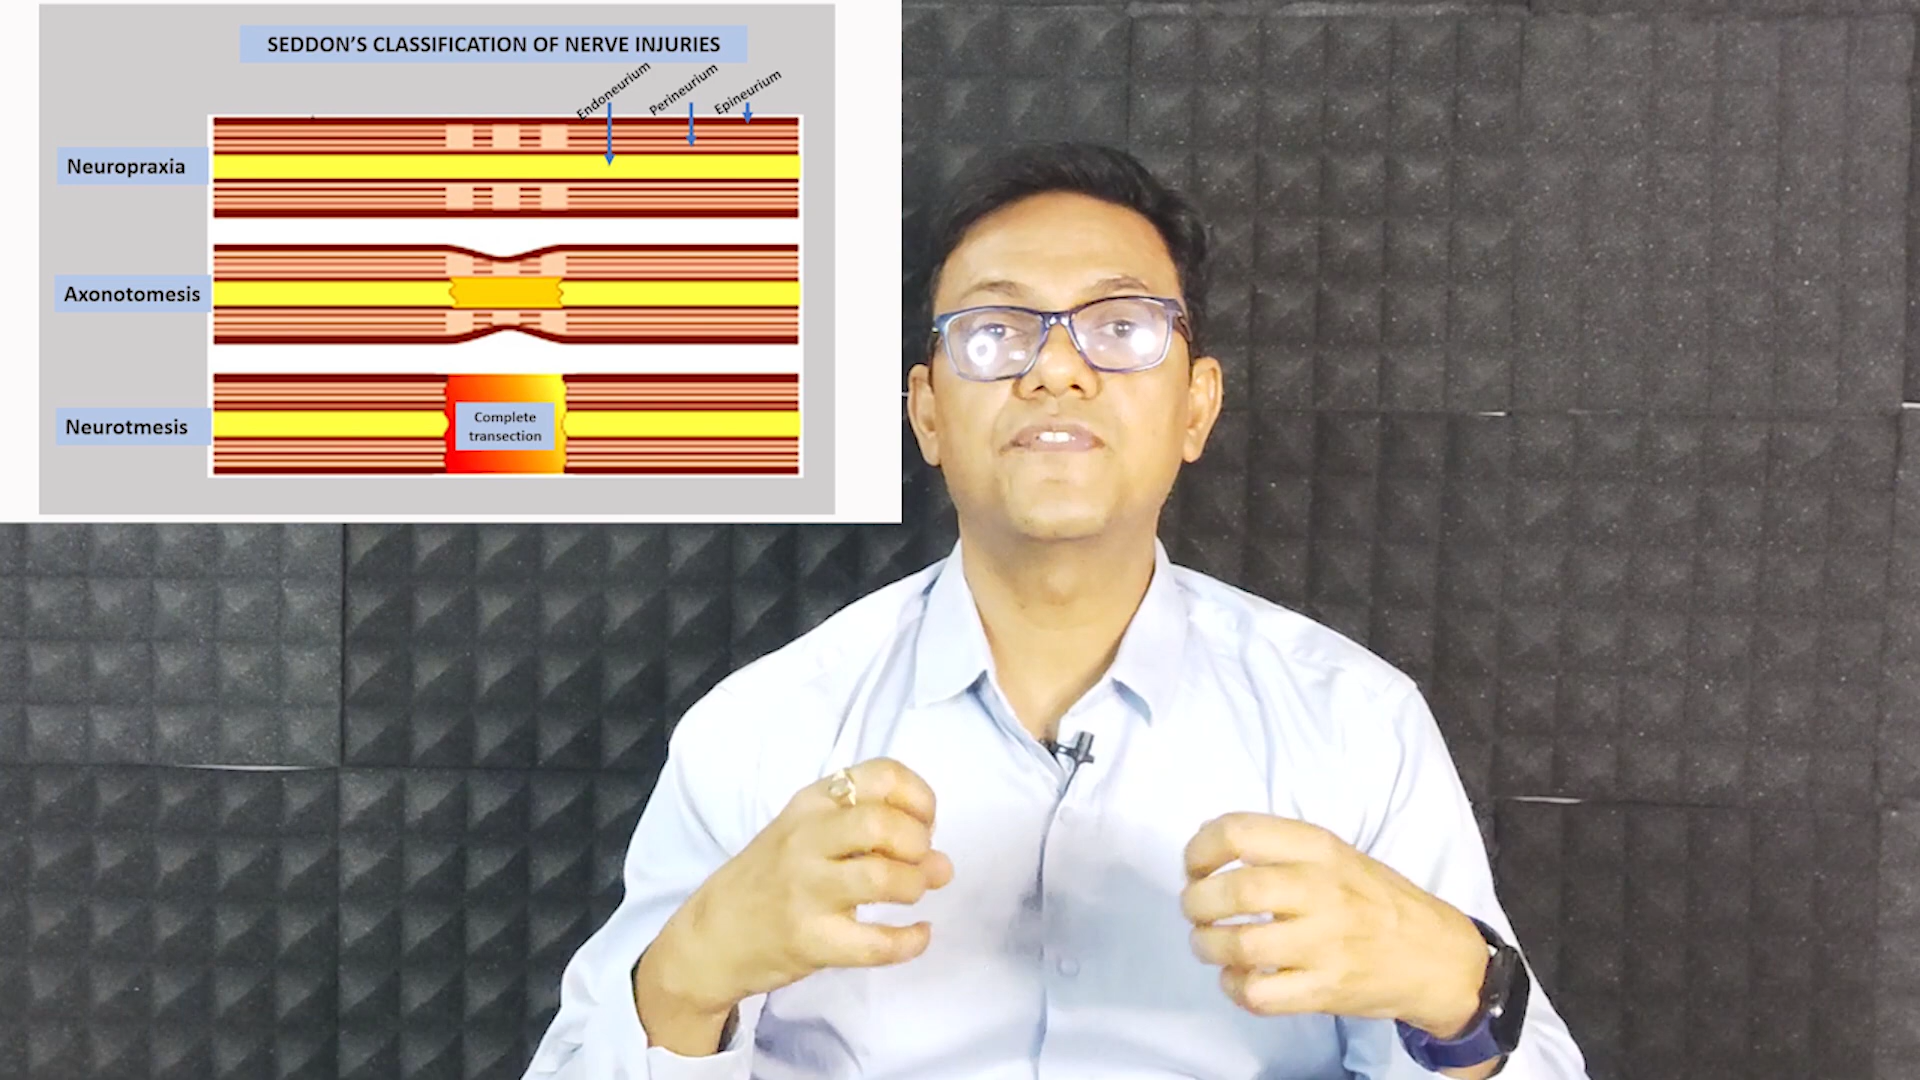 SEDDON'S CLASSIFICATION OF NERVE INJURIES
Endoneurium
Perineurium
Epineurium
Neuropraxia
Axonotomesis
Neurotmesis
Complete
transection